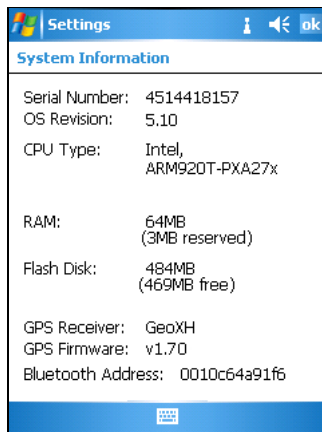 Settings
ok
System Information
Serial Number: 4514418157
OS Revision: 5.10
CPU Type: Intel,
ARM920T-PXA27x
RAM: 64MB
(3MB reserved)
Flash Disk: 484MB
(469MB free)
GPS Receiver: GeoXH
GPS Firmware: v1.70
Bluetooth Address: 0010c64a91f6